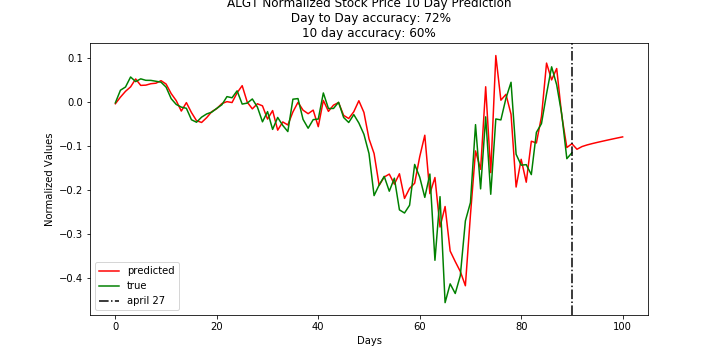 ALGT Normalized Stock Price 10 Day Prediction
Day to Day accuracy: 72%
10 day accuracy: 60%
Normalized Values
0.1
0.0
−0.1
−0.2
−0.3
−0.4
predicted
true
april 27
0
20
40
60
80
100
Days